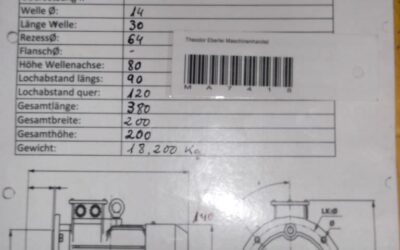 Welle Ø: 14
Länge Welle: 30
RezessØ: 64
FlanschØ: -
Höhe Wellenachse: 80
Lochabstand längs: 90
Lochabstand quer: 120
Gesamtlänge: 380
Gesamtbreite: 200
Gesamthöhe: 200
Gewicht: 18,200 Kg
Theodor Eberle Maschinenhandel
MA7415
140
LK:Ø
B